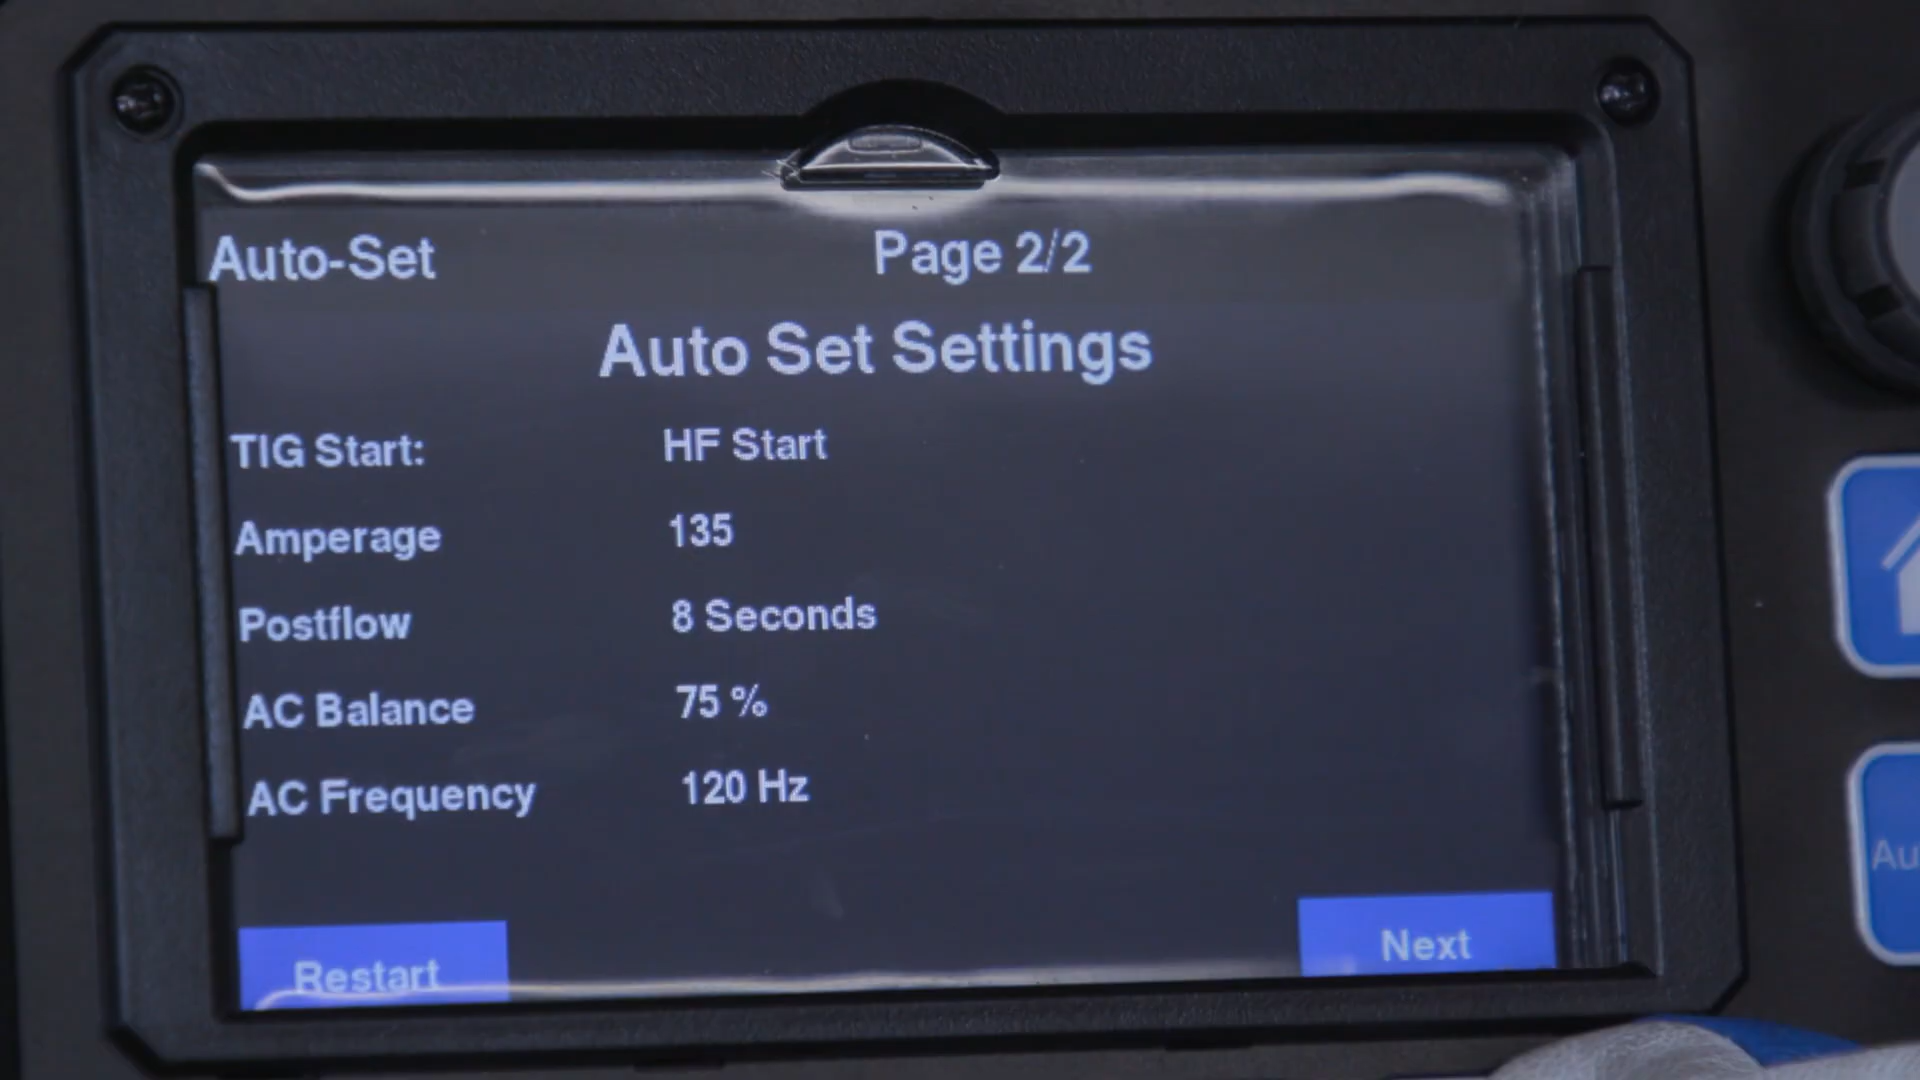 Auto-Set Page 2/2
Auto Set Settings
TIG Start: HF Start
Amperage 135
Postflow 8 Seconds
AC Balance 75 %
AC Frequency 120 Hz
Restart Next